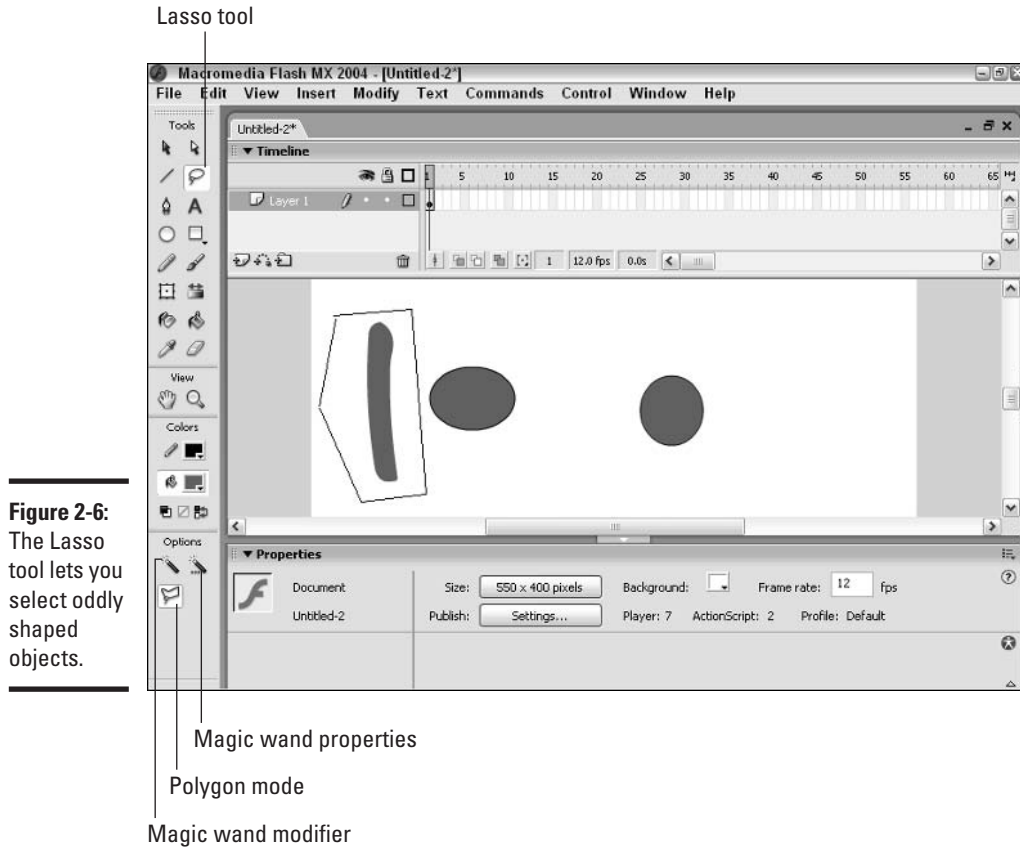 Lasso tool
Macromedia Flash MX 2004 - [Untitled-2*]
File Edit View Insert Modify Text Commands Control Window Help
Tools
Untitled-2*
Timeline
1 5 10 15 20 25 30 35 40 45 50 55 60 65
Layer 1
1 12.0 fps 0.0s
View
Colors
Options
Properties
Document Size: 550 x 400 pixels Background: Frame rate: 12 fps
Untitled-2 Publish: Settings... Player: 7 ActionScript: 2 Profile: Default
Figure 2-6:
The Lasso
tool lets you
select oddly
shaped
objects.
Magic wand properties
Polygon mode
Magic wand modifier